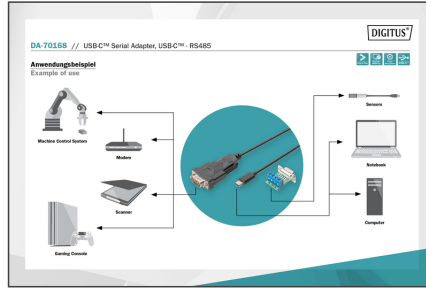 DIGITUS®
DA-70168 // USB-C™ Serial Adapter, USB-C™ - RS485
Anwendungsbeispiel
Example of use
Machine Control System
Modem
Scanner
Gaming Console
Sensors
Notebook
Computer